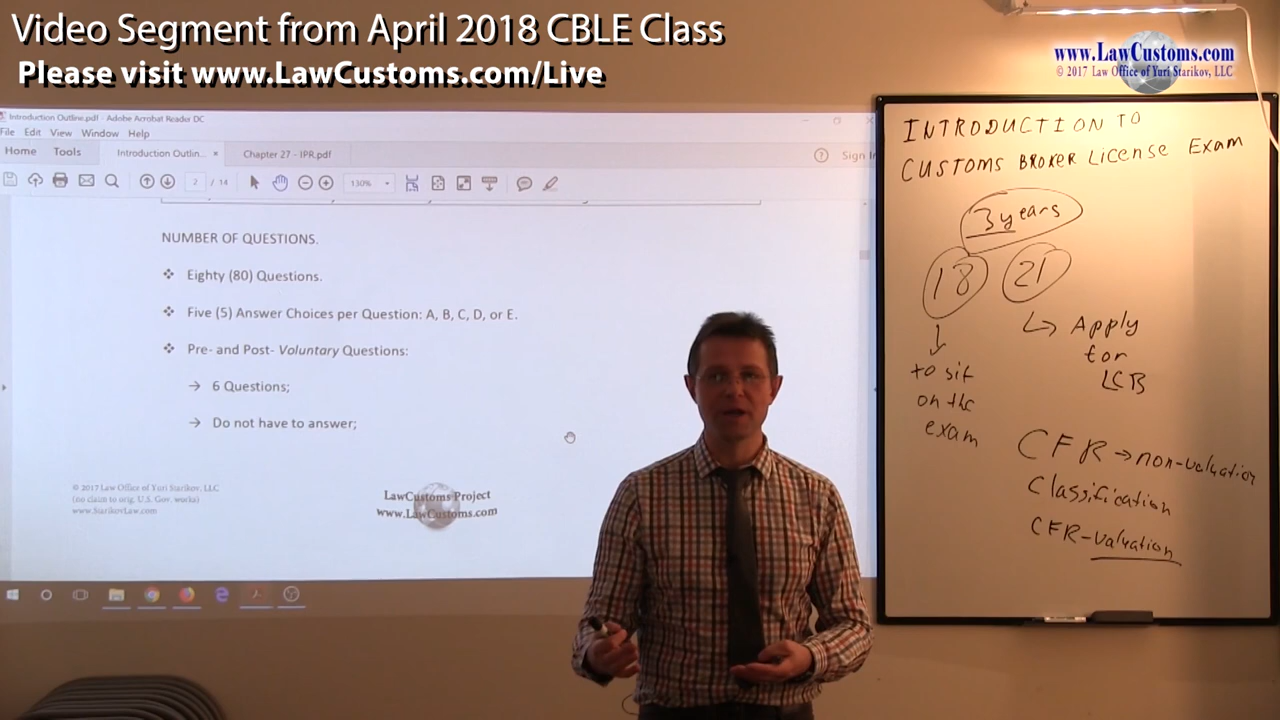 Video Segment from April 2018 CBLE Class
Please visit www.LawCustoms.com/Live
www.LawCustoms.com
© 2017 Law Office of Yuri Starikov, LLC
Introduction Outline.pdf - Adobe Acrobat Reader DC
File Edit View Window Help
Home Tools Introduction Outlin... × Chapter 27 - IPR.pdf ? Sign In
2 / 14 130%
NUMBER OF QUESTIONS.
❖ Eighty (80) Questions.
❖ Five (5) Answer Choices per Question: A, B, C, D, or E.
❖ Pre- and Post- Voluntary Questions:
→ 6 Questions;
→ Do not have to answer;
© 2017 Law Office of Yuri Starikov, LLC
(no claim to orig. U.S. Gov. works)
www.StarikovLaw.com
LawCustoms Project
www.LawCustoms.com
INTRODUCTION TO
CUSTOMS BROKER LICENSE Exam
3 years
18 21
↓
to sit
on the
exam
↳ Apply
for
LCB
CFR → non-valuation
Classification
CFR - valuation